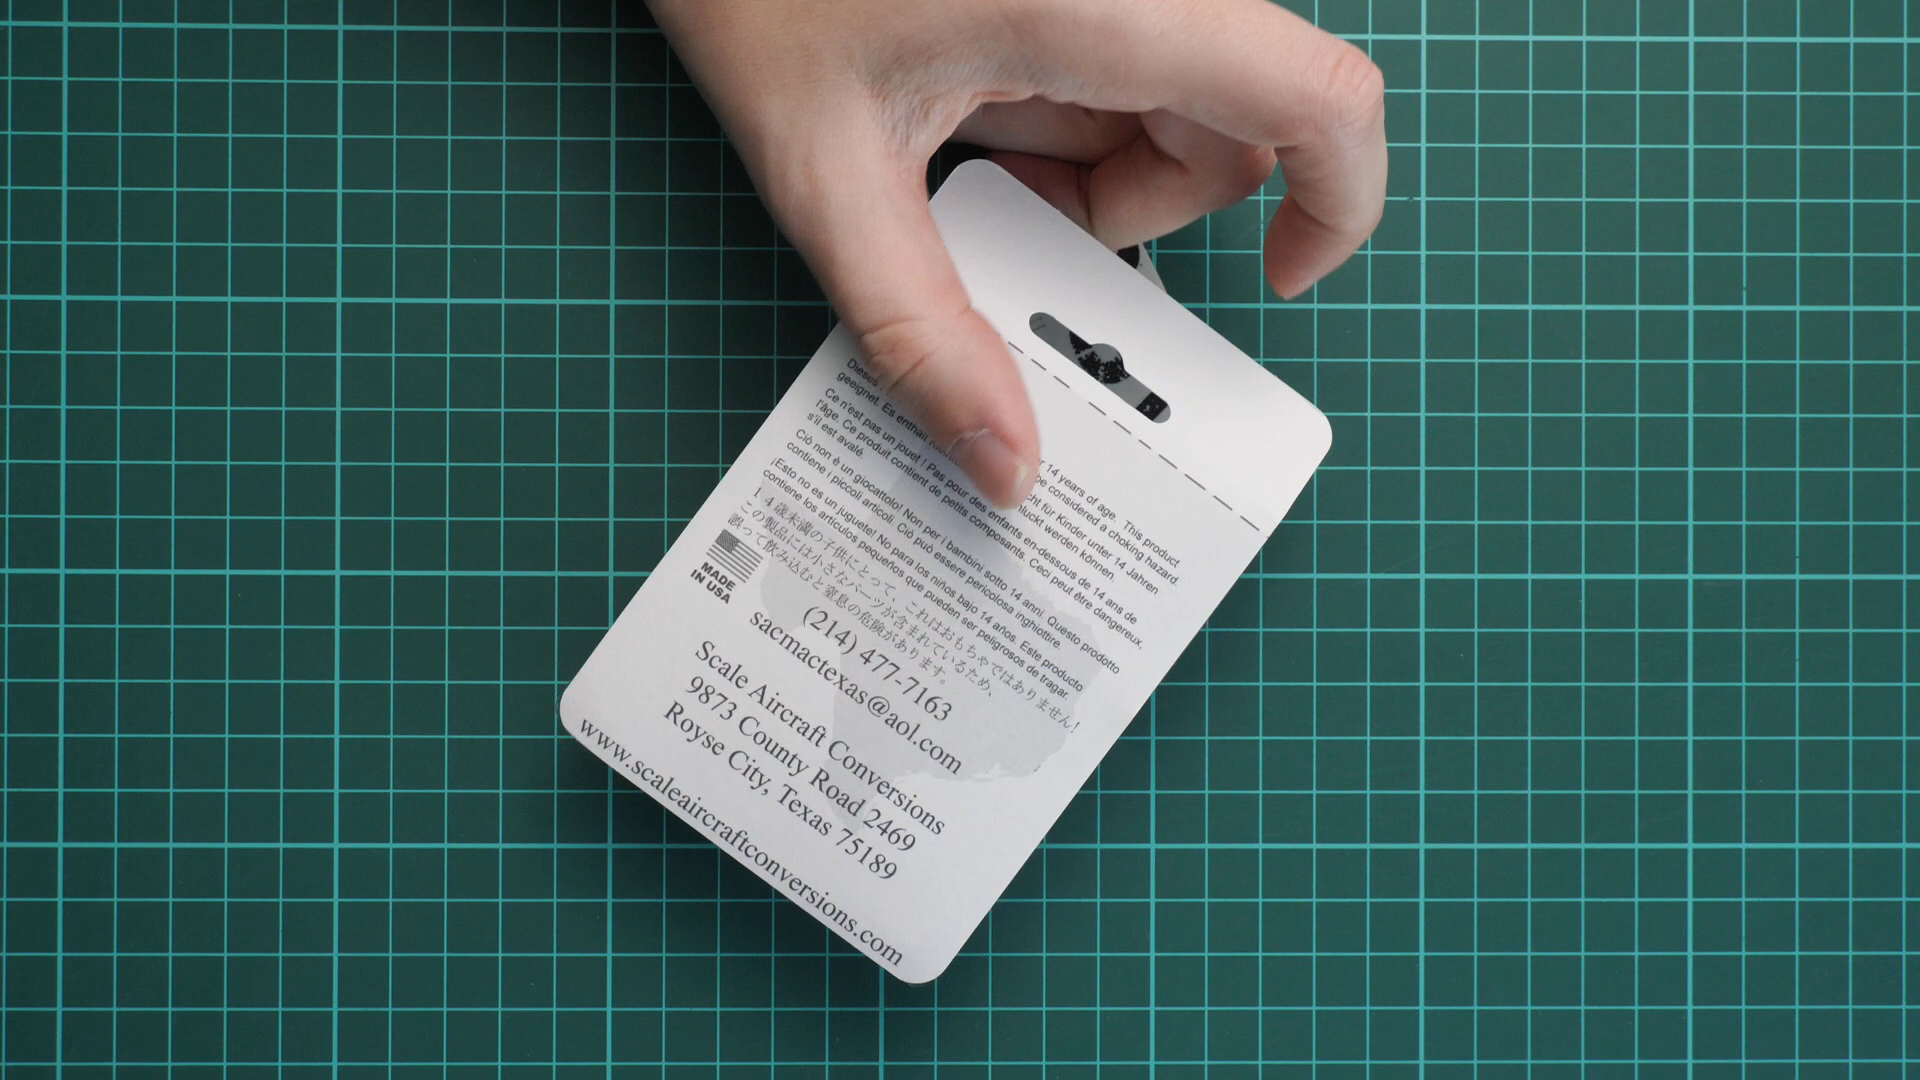 r 14 years of age. This product
be considered a choking hazard.
Dieses cht für Kinder unter 14 Jahren
geeignet. Es enthält hluckt werden können.
Ce n'est pas un jouet ! Pas pour des enfants en-dessous de 14 ans de
l'âge. Ce produit contient de petits composants. Ceci peut être dangereux,
s'il est avalé.
Ciò non è un giocattolo! Non per i bambini sotto 14 anni. Questo prodotto
contiene i piccoli articoli. Ciò può essere pericolosa inghiottire.
¡Esto no es un juguete! No para los niños bajo 14 años. Este producto
contiene los artículos pequeños que pueden ser peligrosos de tragar.
14歳未満の子供にとって、これはおもちゃではありません!
この製品には小さなパーツが含まれているため、
誤って飲み込むと窒息の危険があります。
MADE
IN USA
(214) 477-7163
sacmactexas@aol.com
Scale Aircraft Conversions
9873 County Road 2469
Royse City, Texas 75189
www.scaleaircraftconversions.com